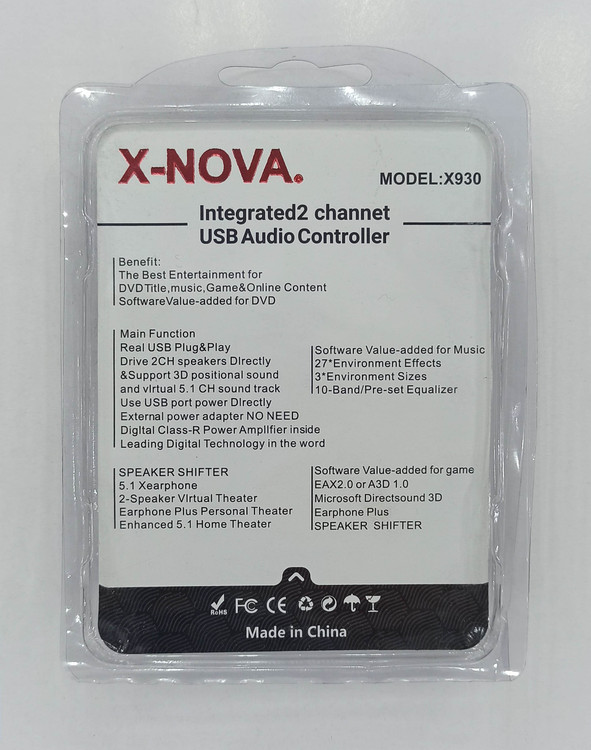 X-NOVA.
MODEL:X930
Integrated2 channet
USB Audio Controller
Benefit:
The Best Entertainment for
DVDTitle,music,Game&Online Content
SoftwareValue-added for DVD
Main Function
Real USB Plug&Play
Drive 2CH speakers DIrectly
&Support 3D positional sound
and vIrtual 5.1 CH sound track
Use USB port power DIrectly
External power adapter NO NEED
DigItal Class-R Power AmplIfier inside
Leading Digital Technology in the word
Software Value-added for Music
27*Environment Effects
3*Environment Sizes
10-Band/Pre-set Equalizer
SPEAKER SHIFTER
5.1 Xearphone
2-Speaker VIrtual Theater
Earphone Plus Personal Theater
Enhanced 5.1 Home Theater
Software Value-added for game
EAX2.0 or A3D 1.0
Microsoft Directsound 3D
Earphone Plus
SPEAKER SHIFTER
RoHS FC CE
Made in China